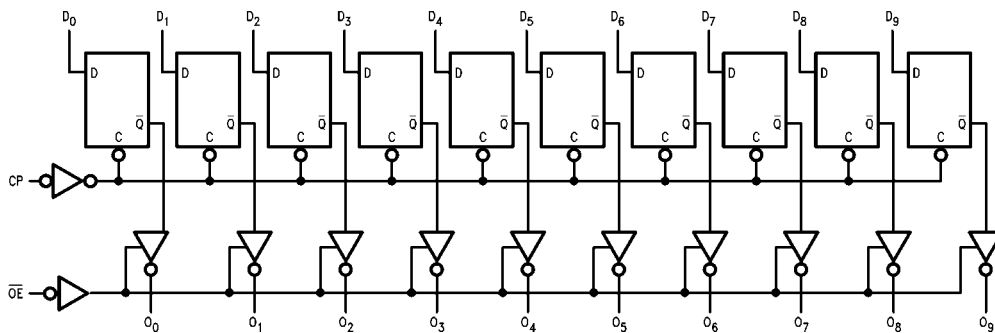 D₀ D₁ D₂ D₃ D₄ D₅ D₆ D₇ D₈ D₉
D D D D D D D D D D
Q̅ Q̅ Q̅ Q̅ Q̅ Q̅ Q̅ Q̅ Q̅ Q̅
C C C C C C C C C C
CP
O̅E̅
O₀ O₁ O₂ O₃ O₄ O₅ O₆ O₇ O₈ O₉